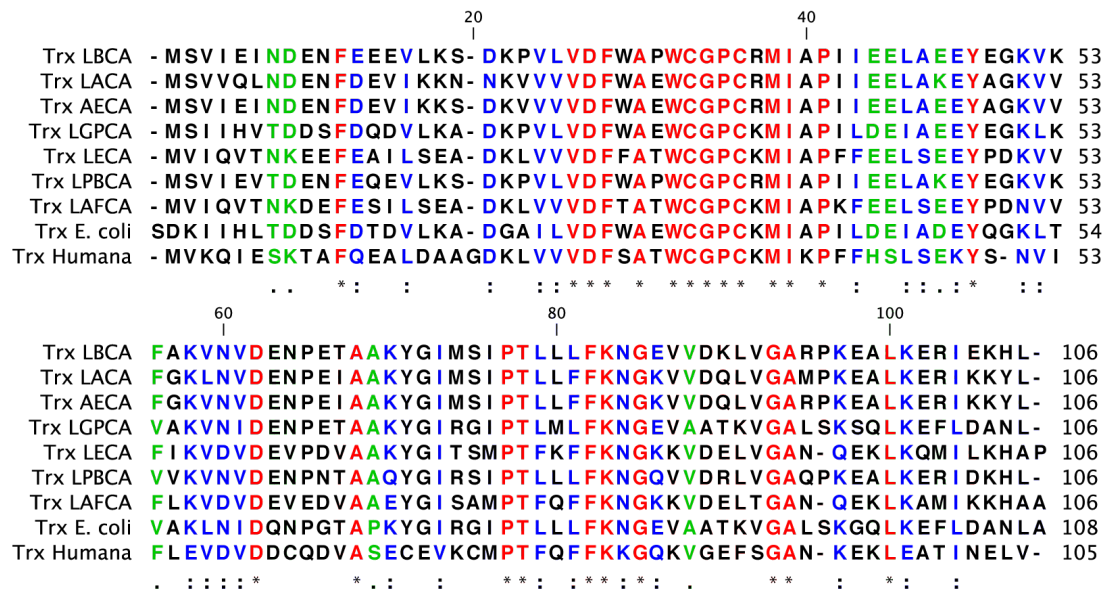 20 40
Trx LBCA -MSVIEINDENFEEEVLKS-DKPVLVDFWAPWCGPCRMIAPIIEELAEEYEGKVK 53
Trx LACA -MSVVQLNDENFDEVIKKN-NKVVVVDFWAEWCGPCRMIAPIIEELAKEYAGKVV 53
Trx AECA -MSVIEINDENFDEVIKKS-DKVVVVDFWAEWCGPCRMIAPIIEELAEEYAGKVV 53
Trx LGPCA -MSIIHVTDDSFDQDVLKA-DKPVLVDFWAEWCGPCKMIAPILDEIAEEYEGKLK 53
Trx LECA -MVIQVTNKEEFEAILSEA-DKLVVVDFFATWCGPCKMIAPFFEELSEEYPDKVV 53
Trx LPBCA -MSVIEVTDENFEQEVLKS-DKPVLVDFWAPWCGPCRMIAPIIEELAKEYEGKVK 53
Trx LAFCA -MVIQVTNKDEFESILSEA-DKLVVVDFTATWCGPCKMIAPKFEELSEEYPDNVV 53
Trx E. coli SDKIIHLTDDSFDTDVLKA-DGAILVDFWAEWCGPCKMIAPILDEIADEYQGKLT 54
Trx Humana -MVKQIESKTAFQEALDAAGDKLVVVDFSATWCGPCKMIKPFFHSLSEKYS-NVI 53
. . * : : : : : * * * * * * * * * * * * : : : . : * : :
60 80 100
Trx LBCA FAKVNVDENPETAAKYGIMSIPTLLLFKNGEVVDKLVGARPKEALKERIEKHL- 106
Trx LACA FGKLNVDENPEIAAKYGIMSIPTLLFFKNGKVVDQLVGAMPKEALKERIKKYL- 106
Trx AECA FGKVNVDENPEIAAKYGIMSIPTLLFFKNGKVVDQLVGARPKEALKERIKKYL- 106
Trx LGPCA VAKVNIDENPETAAKYGIRGIPTLMLFKNGEVAATKVGALSKSQLKEFLDANL- 106
Trx LECA FIKVDVDEVPDVAAKYGITSMPTFKFFKNGKKVDELVGAN-QEKLKQMILKHAP 106
Trx LPBCA VVKVNVDENPNTAAQYGIRSIPTLLLFKNGQVVDRLVGAQPKEALKERIDKHL- 106
Trx LAFCA FLKVDVDEVEDVAAEYGISAMPTFQFFKNGKKVDELTGAN-QEKLKAMIKKHAA 106
Trx E. coli VAKLNIDQNPGTAPKYGIRGIPTLLLFKNGEVAATKVGALSKGQLKEFLDANLA 108
Trx Humana FLEVDVDDCQDVASECEVKCMPTFQFFKKGQKVGEFSGAN-KEKLEATINELV- 105
. : : : : * * . : : * * : : * * : * : . * * : * : :